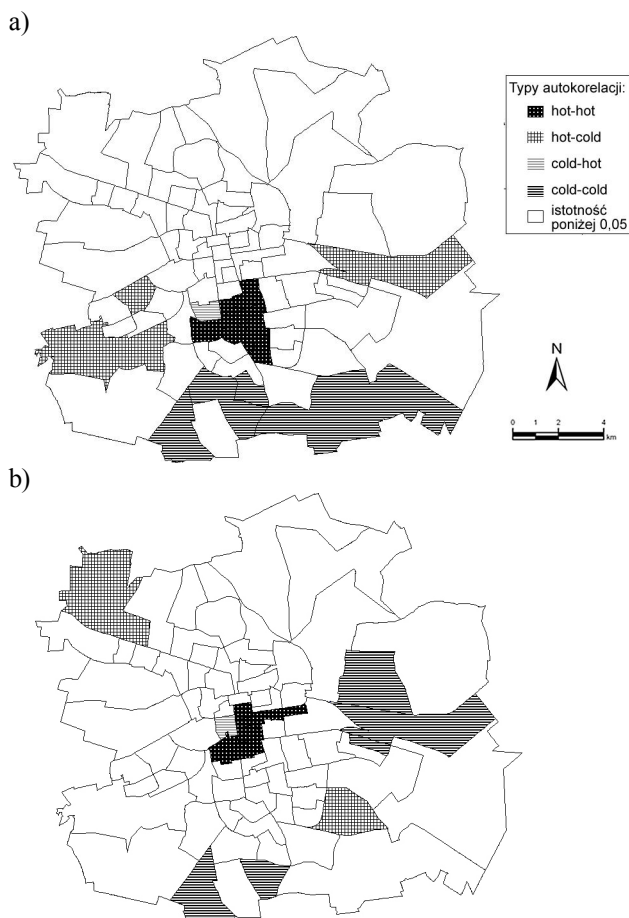 a)
Typy autokorelacji:
hot-hot
hot-cold
cold-hot
cold-cold
istotność
poniżej 0,05
N
0 1 2 4
km
b)